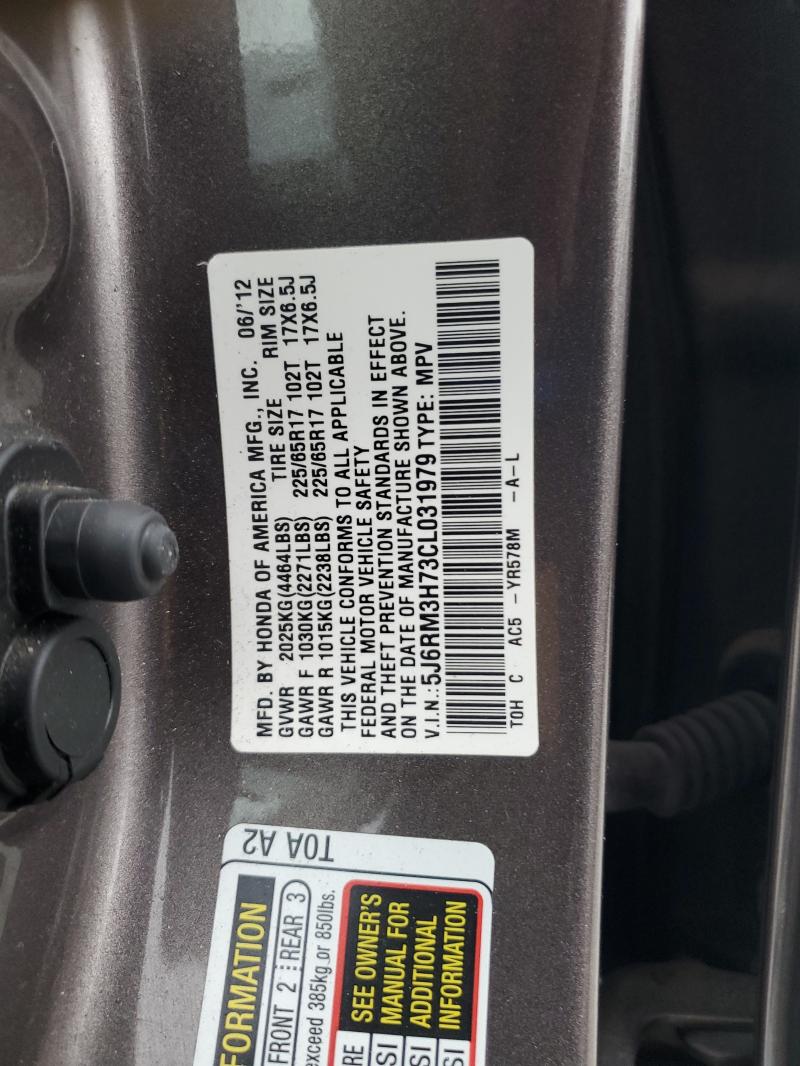 MFD. BY HONDA OF AMERICA MFG., INC. 06/'12
GVWR 2025KG(4464LBS) TIRE SIZE RIM SIZE
GAWR F 1030KG(2271LBS) 225/65R17 102T 17X6.5J
GAWR R 1015KG(2238LBS) 225/65R17 102T 17X6.5J
THIS VEHICLE CONFORMS TO ALL APPLICABLE
FEDERAL MOTOR VEHICLE SAFETY
AND THEFT PREVENTION STANDARDS IN EFFECT
ON THE DATE OF MANUFACTURE SHOWN ABOVE.
V.I.N.: 5J6RM3H73CL031979 TYPE: MPV
T0H C AC5 -YR578M -A-L
T0A A2
FORMATION
FRONT 2 REAR 3
exceed 385kg or 850lbs.
SEE OWNER'S
MANUAL FOR
ADDITIONAL
INFORMATION
RE
SI
SI
SI